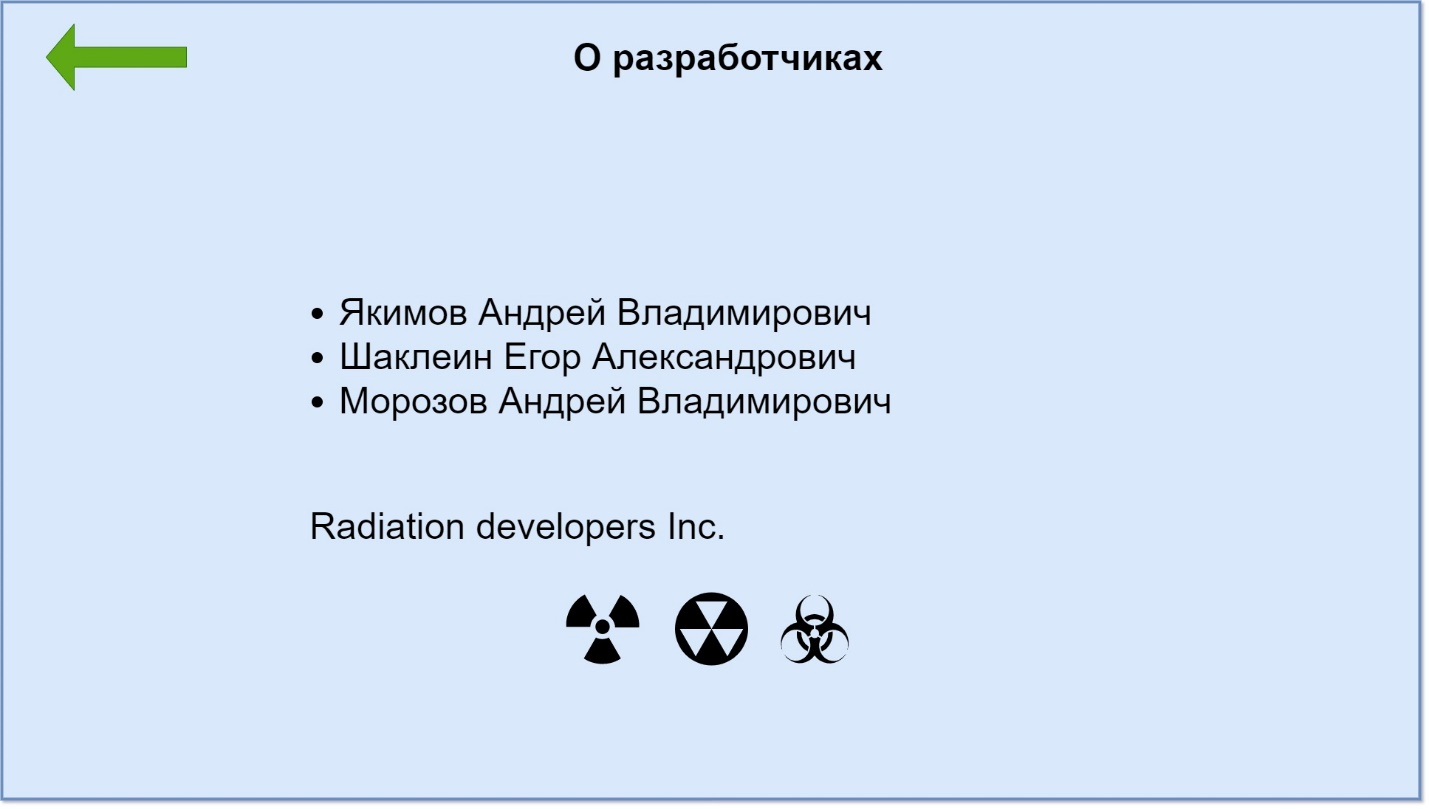 О разработчиках
• Якимов Андрей Владимирович
• Шаклеин Егор Александрович
• Морозов Андрей Владимирович
Radiation developers Inc.